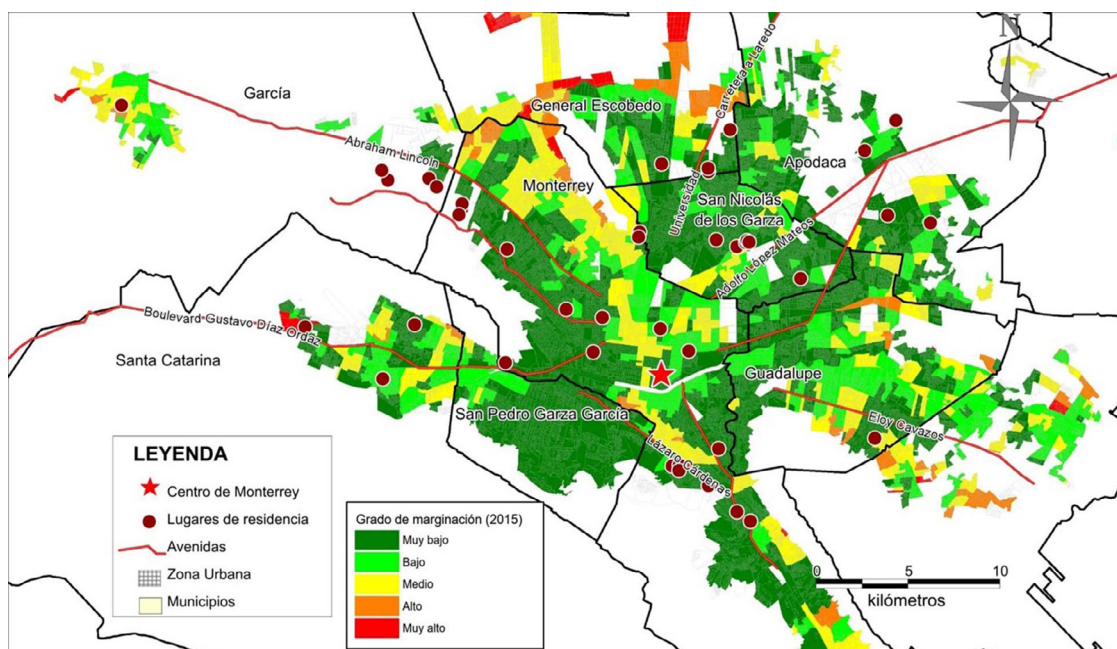 N
García
General Escobedo
Carretera a Laredo
Abraham Lincoln
Apodaca
Monterrey
Universidad
San Nicolás
de los Garza
Adolfo López Mateos
Boulevard Gustavo Díaz Ordaz
Santa Catarina
Guadalupe
San Pedro Garza García
Eloy Cavazos
Lázaro Cárdenas
LEYENDA
Centro de Monterrey
Lugares de residencia
Avenidas
Zona Urbana
Municipios
Grado de marginación (2015)
Muy bajo
Bajo
Medio
Alto
Muy alto
0 5 10
kilómetros